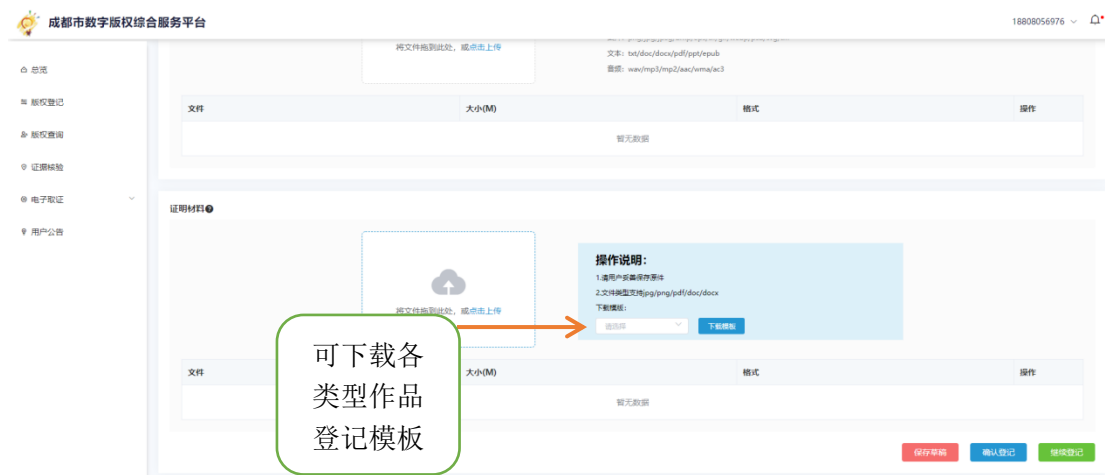 成都市数字版权综合服务平台
18808056976
将文件拖到此处，或点击上传
文本：txt/doc/docx/pdf/ppt/epub
音频：wav/mp3/mp2/aac/wma/ac3
总览
版权登记
版权查询
证据核验
电子取证
用户公告
文件 大小(M) 格式 操作
暂无数据
证明材料
将文件拖到此处，或点击上传
操作说明：
1.请用户妥善保存原件
2.文件类型支持jpg/png/pdf/doc/docx
下载模版：
请选择 下载模板
可下载各
类型作品
登记模板
文件 大小(M) 格式 操作
暂无数据
保存草稿 确认登记 继续登记